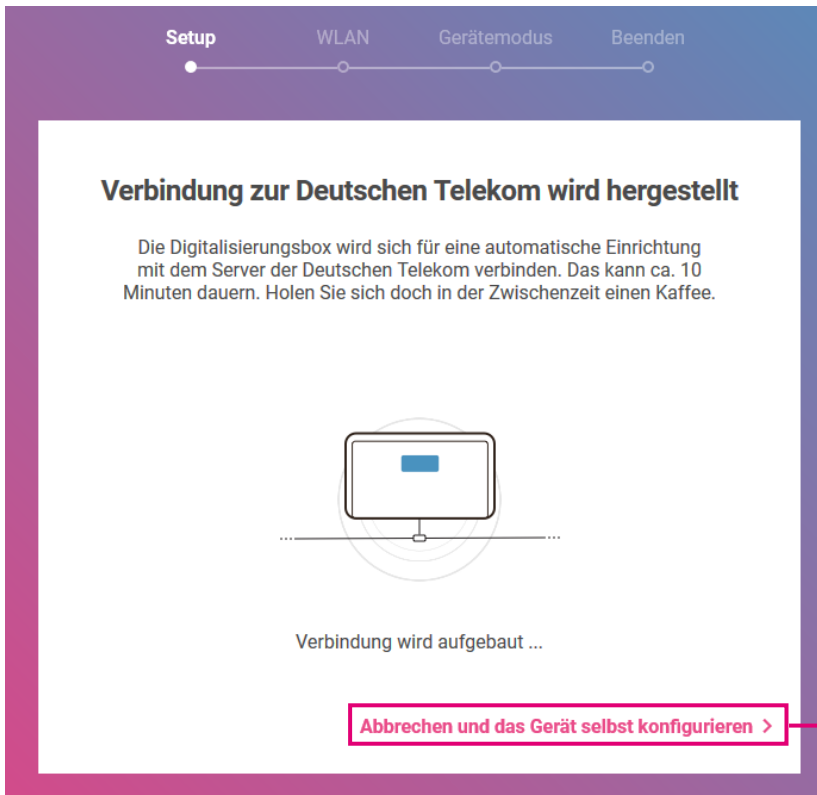 Setup WLAN Gerätemodus Beenden
Verbindung zur Deutschen Telekom wird hergestellt
Die Digitalisierungsbox wird sich für eine automatische Einrichtung
mit dem Server der Deutschen Telekom verbinden. Das kann ca. 10
Minuten dauern. Holen Sie sich doch in der Zwischenzeit einen Kaffee.
Verbindung wird aufgebaut ...
Abbrechen und das Gerät selbst konfigurieren >